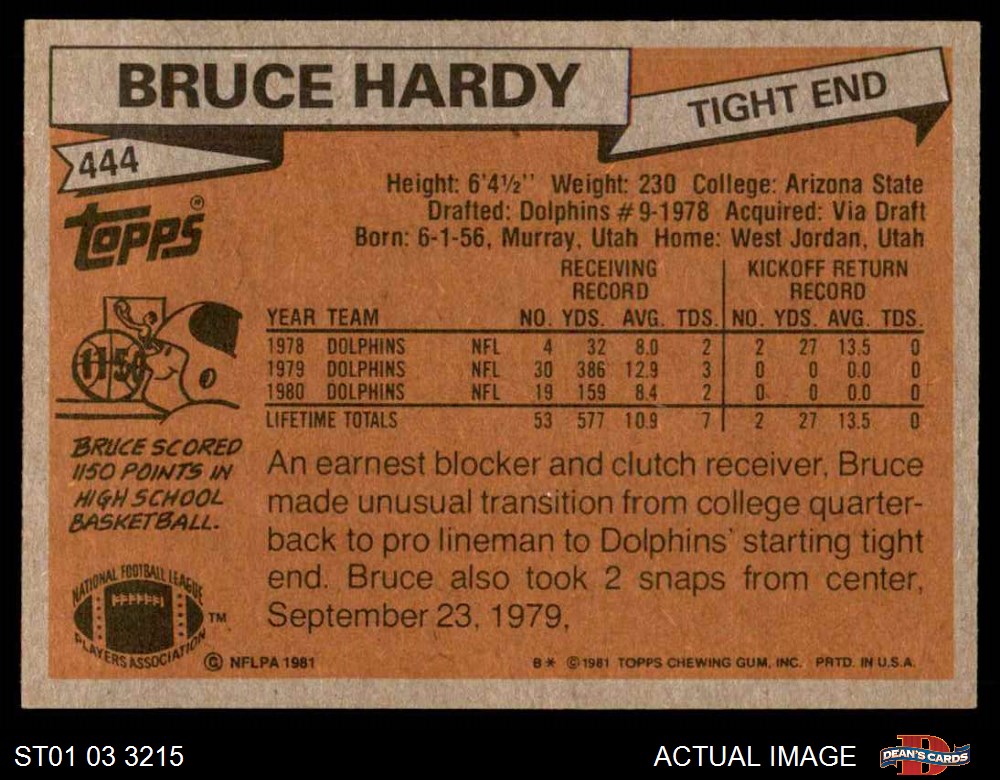 BRUCE HARDY
TIGHT END
444
Topps®
Height: 6'4½'' Weight: 230 College: Arizona State
Drafted: Dolphins #9-1978 Acquired: Via Draft
Born: 6-1-56, Murray, Utah Home: West Jordan, Utah
RECEIVING RECORD KICKOFF RETURN RECORD
YEAR TEAM NO. YDS. AVG. TDS. NO. YDS. AVG. TDS.
1978 DOLPHINS NFL 4 32 8.0 2 2 27 13.5 0
1979 DOLPHINS NFL 30 386 12.9 3 0 0 0.0 0
1980 DOLPHINS NFL 19 159 8.4 2 0 0 0.0 0
LIFETIME TOTALS 53 577 10.9 7 2 27 13.5 0
1150
BRUCE SCORED
1150 POINTS IN
HIGH SCHOOL
BASKETBALL.
An earnest blocker and clutch receiver, Bruce
made unusual transition from college quarter-
back to pro lineman to Dolphins' starting tight
end. Bruce also took 2 snaps from center,
September 23, 1979,
NATIONAL FOOTBALL LEAGUE
PLAYERS ASSOCIATION
TM
© NFLPA 1981
B* ©1981 TOPPS CHEWING GUM, INC. PRTD. IN U.S.A.
ST01 03 3215
ACTUAL IMAGE
D
DEAN'S CARDS